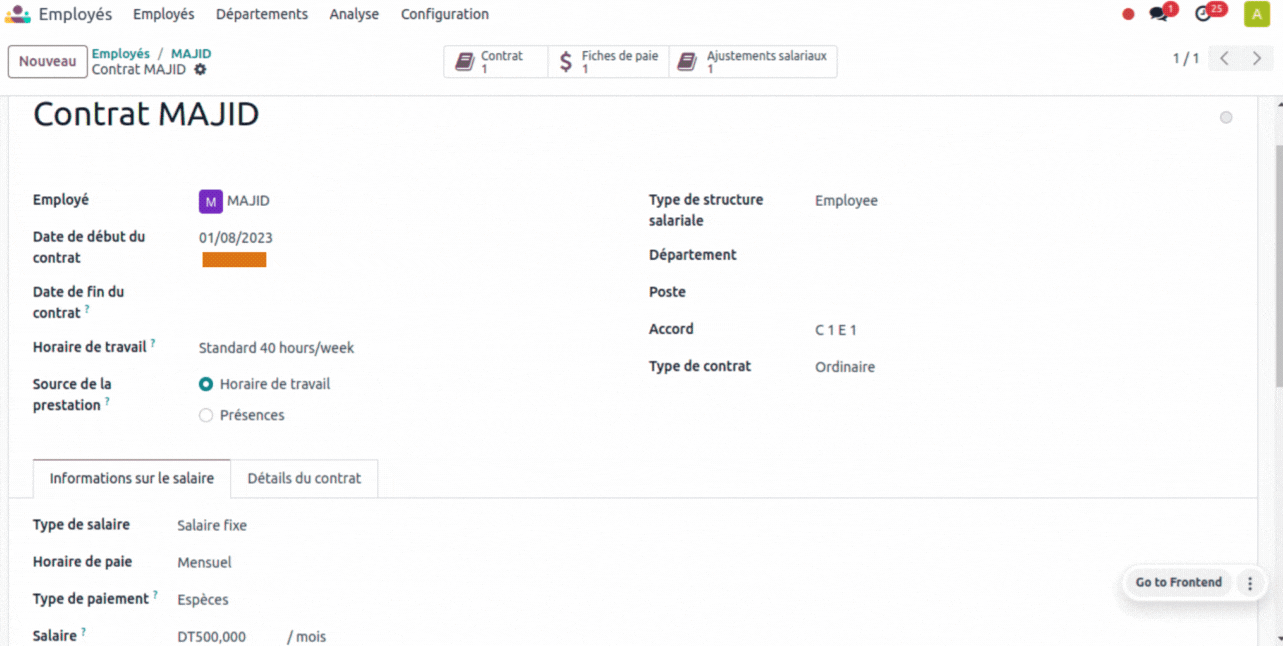 Employés Employés Départements Analyse Configuration 1 25 A
Nouveau Employés / MAJID
Contrat MAJID
Contrat 1
Fiches de paie 1
Ajustements salariaux 1
1 / 1
Contrat MAJID
Employé M MAJID
Date de début du
contrat
01/08/2023
Date de fin du
contrat ?
Horaire de travail ? Standard 40 hours/week
Source de la
prestation ?
Horaire de travail
Présences
Type de structure
salariale
Employee
Département
Poste
Accord C 1 E 1
Type de contrat Ordinaire
Informations sur le salaire Détails du contrat
Type de salaire Salaire fixe
Horaire de paie Mensuel
Type de paiement ? Espèces
Salaire ? DT500,000 / mois
Go to Frontend